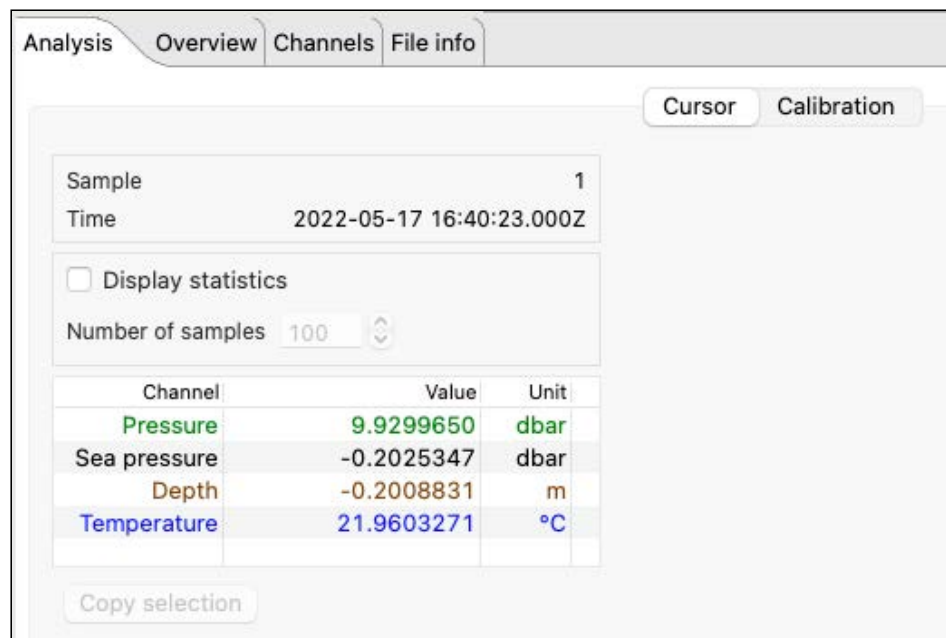 Analysis Overview Channels File info
Cursor Calibration
Sample 1
Time 2022-05-17 16:40:23.000Z
Display statistics
Number of samples 100
Channel Value Unit
Pressure 9.9299650 dbar
Sea pressure -0.2025347 dbar
Depth -0.2008831 m
Temperature 21.9603271 °C
Copy selection